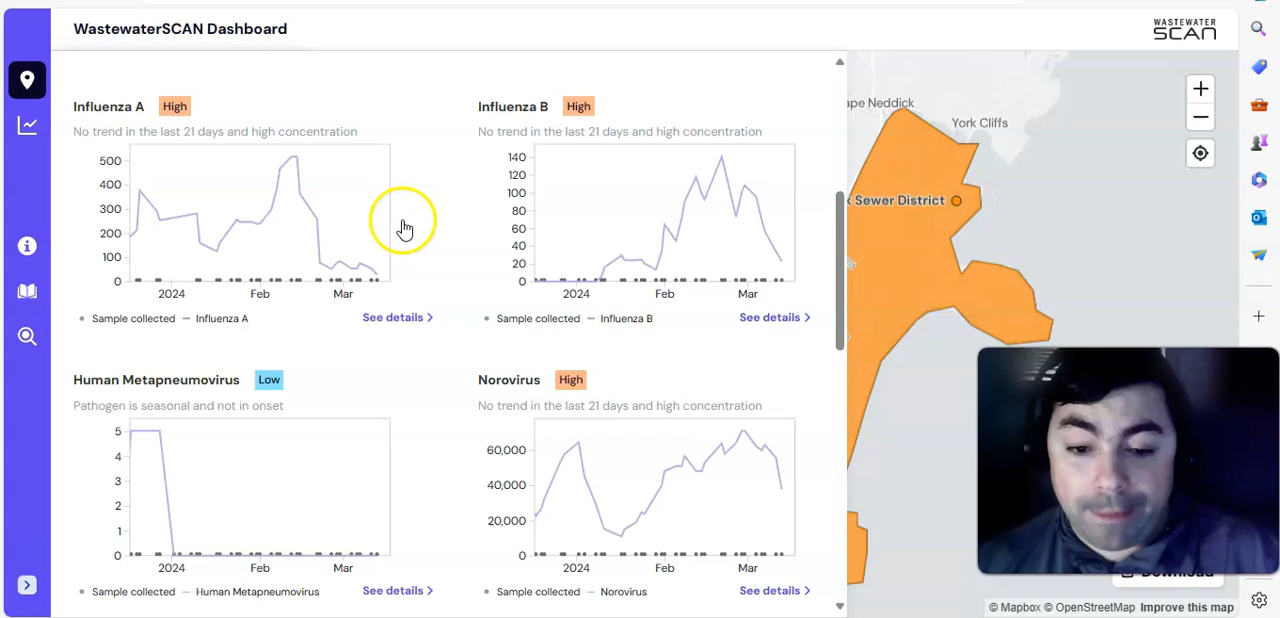 WastewaterSCAN Dashboard
WASTEWATER
SCAN
Influenza A High
No trend in the last 21 days and high concentration
500
400
300
200
100
0
2024 Feb Mar
Sample collected Influenza A See details
Influenza B High
No trend in the last 21 days and high concentration
140
120
100
80
60
40
20
0
2024 Feb Mar
Sample collected Influenza B See details
Human Metapneumovirus Low
Pathogen is seasonal and not in onset
5
4
3
2
1
0
2024 Feb Mar
Sample collected Human Metapneumovirus See details
Norovirus High
No trend in the last 21 days and high concentration
60,000
40,000
20,000
0
2024 Feb Mar
Sample collected Norovirus See details
ape Neddick
York Cliffs
k Sewer District
Download
© Mapbox © OpenStreetMap Improve this map